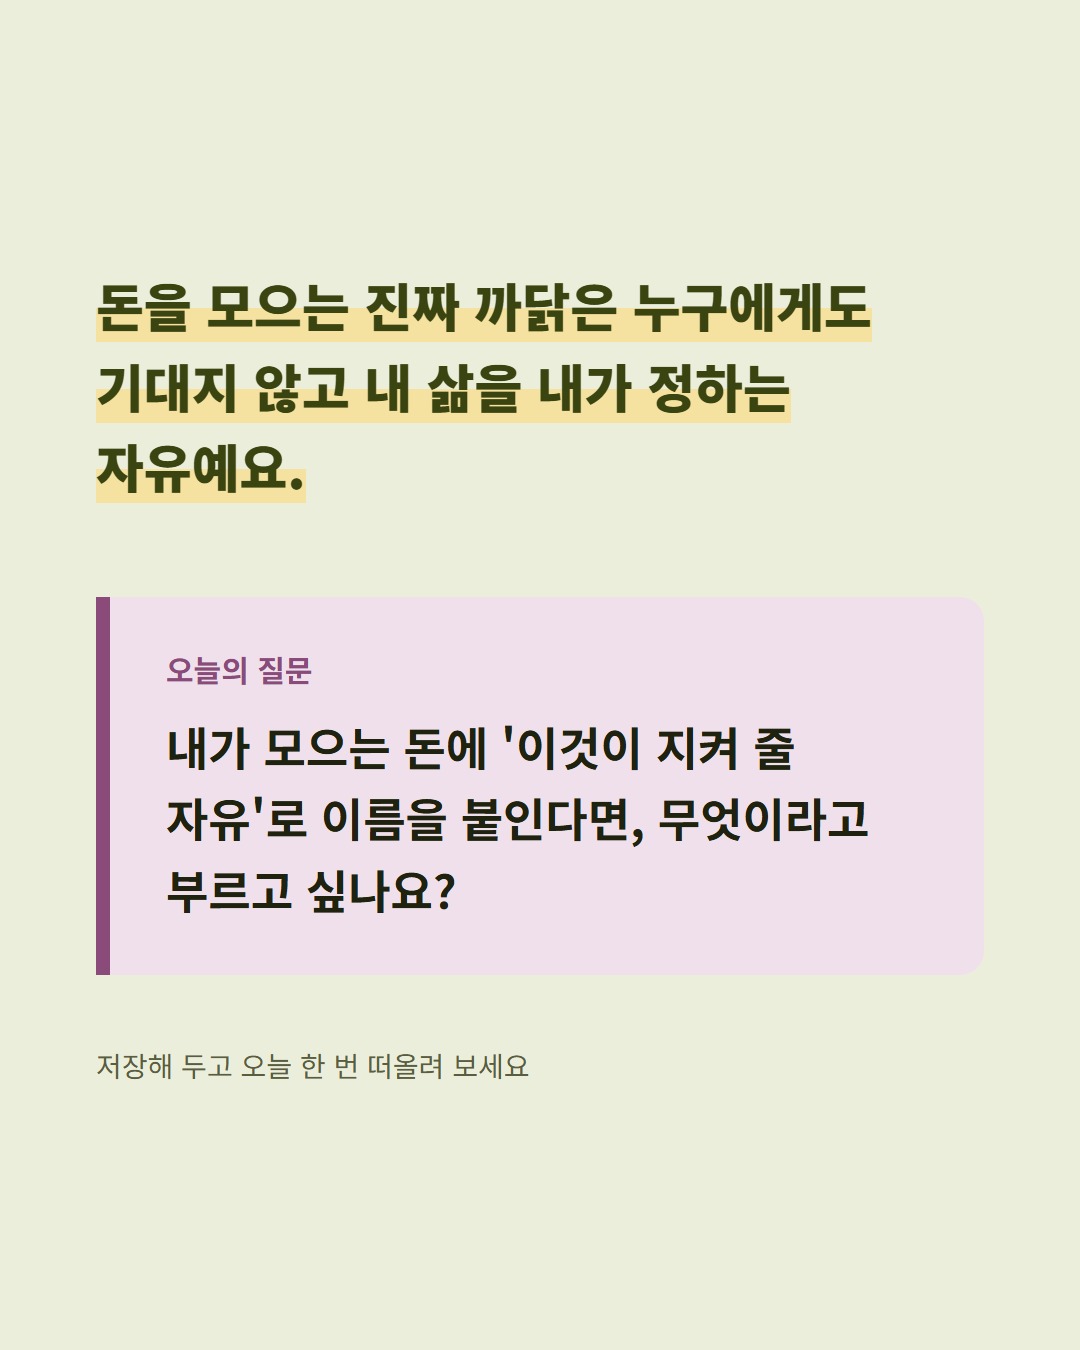 돈을 모으는 진짜 까닭은 누구에게도
기대지 않고 내 삶을 내가 정하는
자유예요.
오늘의 질문
내가 모으는 돈에 '이것이 지켜 줄
자유'로 이름을 붙인다면, 무엇이라고
부르고 싶나요?
저장해 두고 오늘 한 번 떠올려 보세요